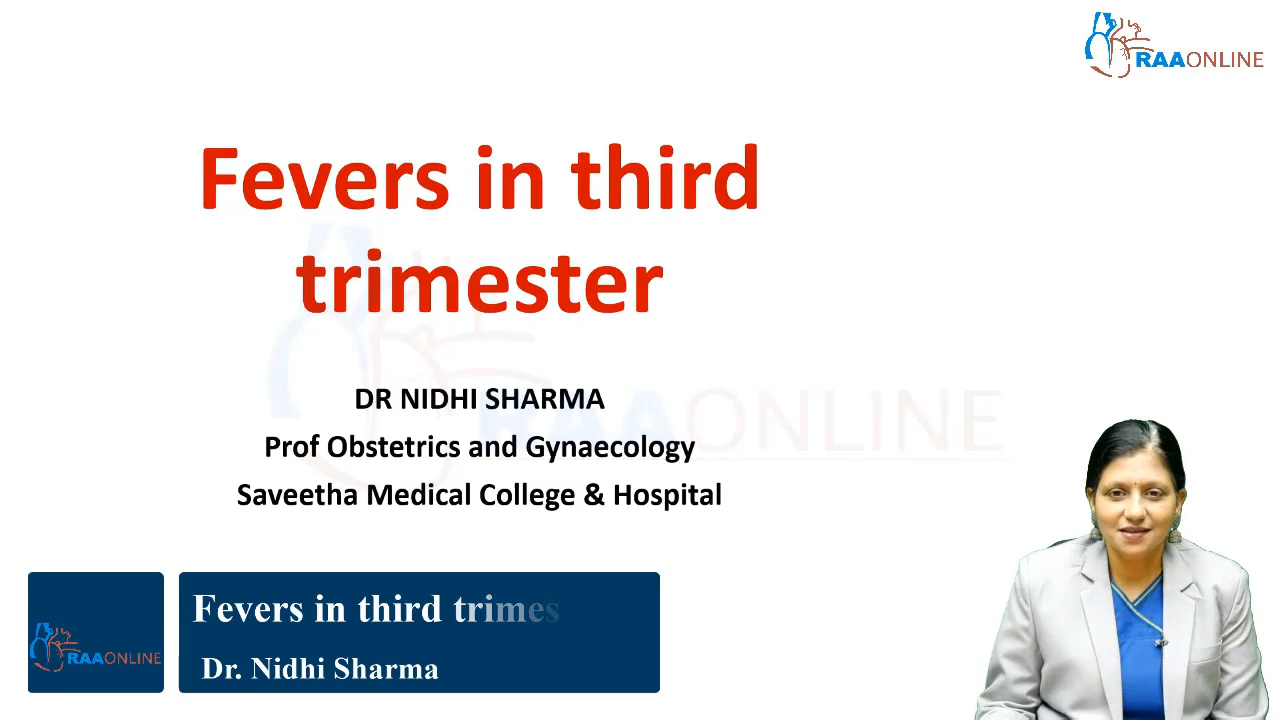 RAAONLINE
Fevers in third
trimester
RAAONLINE
DR NIDHI SHARMA
Prof Obstetrics and Gynaecology
Saveetha Medical College & Hospital
RAAONLINE
Fevers in third trimes
Dr. Nidhi Sharma